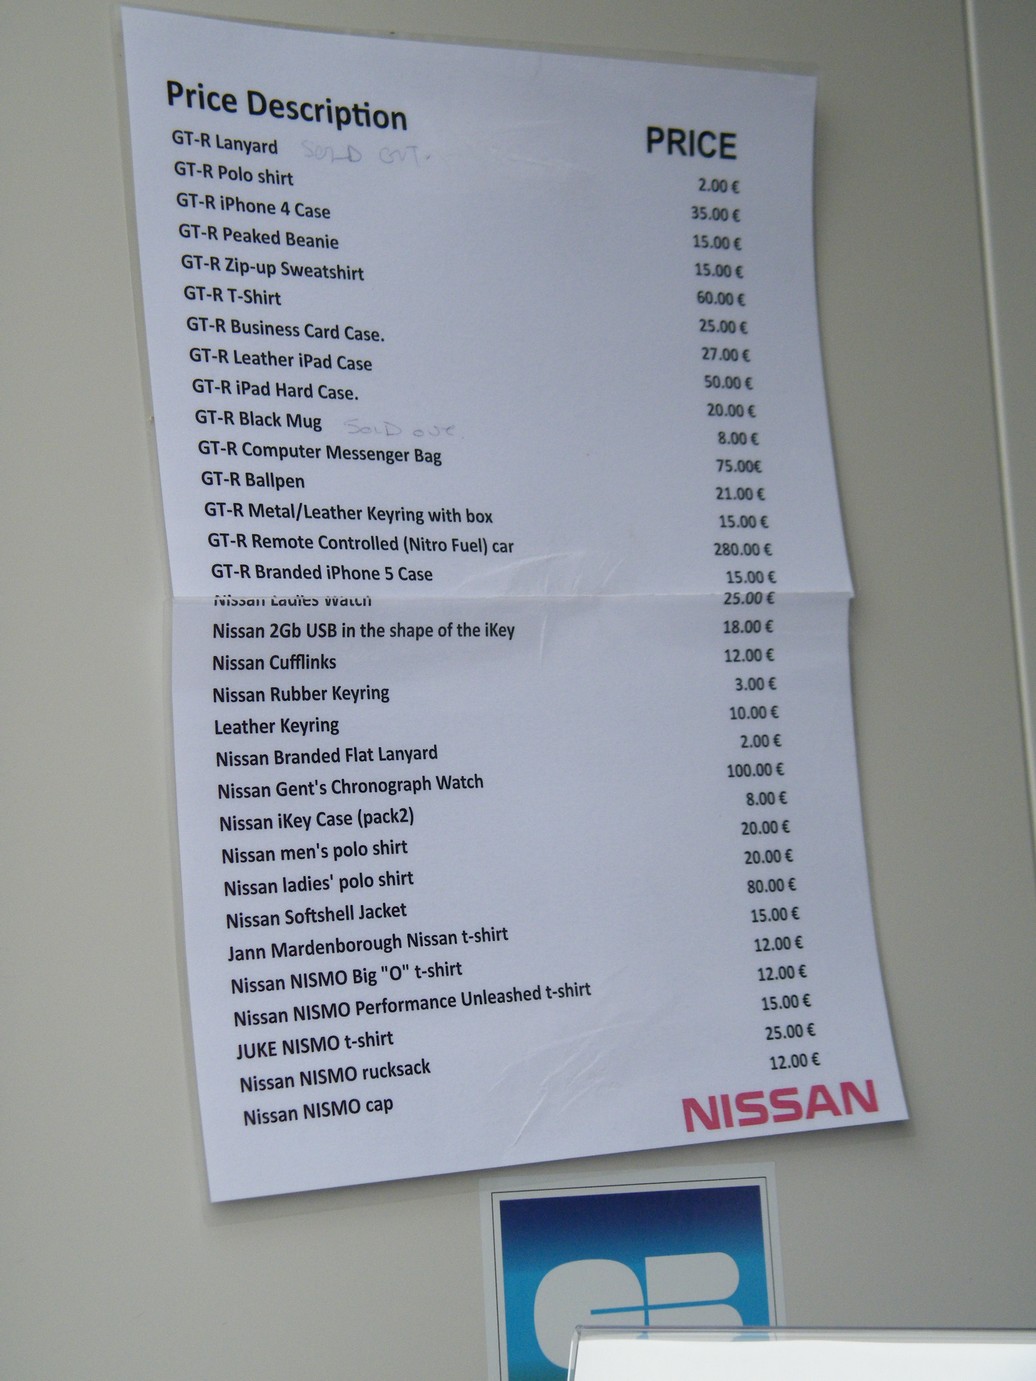 Price Description PRICE
GT-R Lanyard SOLD OUT. 2.00 €
GT-R Polo shirt 35.00 €
GT-R iPhone 4 Case 15.00 €
GT-R Peaked Beanie 15.00 €
GT-R Zip-up Sweatshirt 60.00 €
GT-R T-Shirt 25.00 €
GT-R Business Card Case. 27.00 €
GT-R Leather iPad Case 50.00 €
GT-R iPad Hard Case. 20.00 €
GT-R Black Mug SOLD OUT. 8.00 €
GT-R Computer Messenger Bag 75.00€
GT-R Ballpen 21.00 €
GT-R Metal/Leather Keyring with box 15.00 €
GT-R Remote Controlled (Nitro Fuel) car 280.00 €
GT-R Branded iPhone 5 Case 15.00 €
Nissan Ladies Watch 25.00 €
Nissan 2Gb USB in the shape of the iKey 18.00 €
Nissan Cufflinks 12.00 €
Nissan Rubber Keyring 3.00 €
Leather Keyring 10.00 €
Nissan Branded Flat Lanyard 2.00 €
Nissan Gent's Chronograph Watch 100.00 €
Nissan iKey Case (pack2) 8.00 €
Nissan men's polo shirt 20.00 €
Nissan ladies' polo shirt 20.00 €
Nissan Softshell Jacket 80.00 €
Jann Mardenborough Nissan t-shirt 15.00 €
Nissan NISMO Big "O" t-shirt 12.00 €
Nissan NISMO Performance Unleashed t-shirt 12.00 €
JUKE NISMO t-shirt 15.00 €
Nissan NISMO rucksack 25.00 €
Nissan NISMO cap 12.00 €
NISSAN
CB